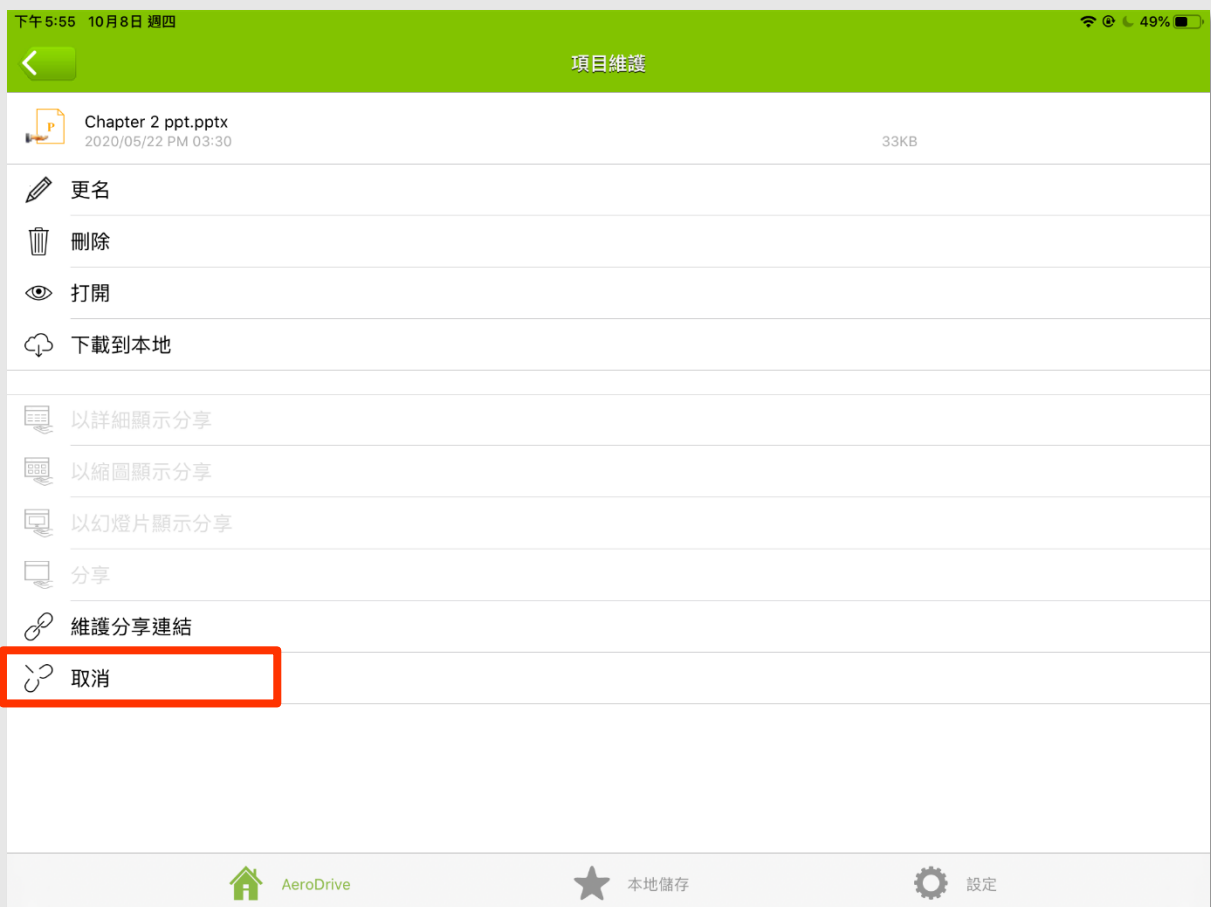 下午5:55 10月8日 週四 49%
項目維護
P
Chapter 2 ppt.pptx
2020/05/22 PM 03:30 33KB
更名
刪除
打開
下載到本地
以詳細顯示分享
以縮圖顯示分享
以幻燈片顯示分享
分享
維護分享連結
取消
AeroDrive 本地儲存 設定